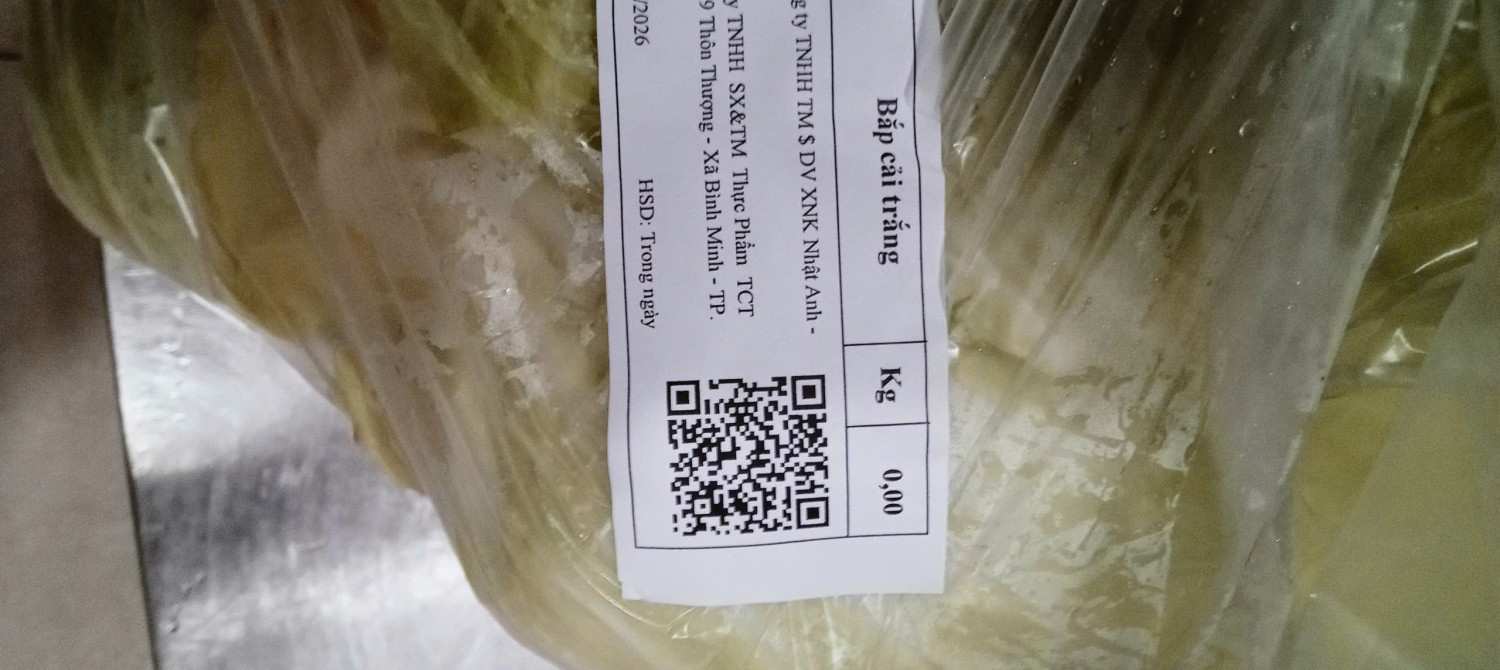 Bắp cải trắng Kg 0,00
ty TNHH TM $ DV XNK Nhật Anh -
TNHH SX&TM Thực Phẩm TCT
9 Thôn Thượng - Xã Bình Minh - TP.
/2026 HSD: Trong ngày